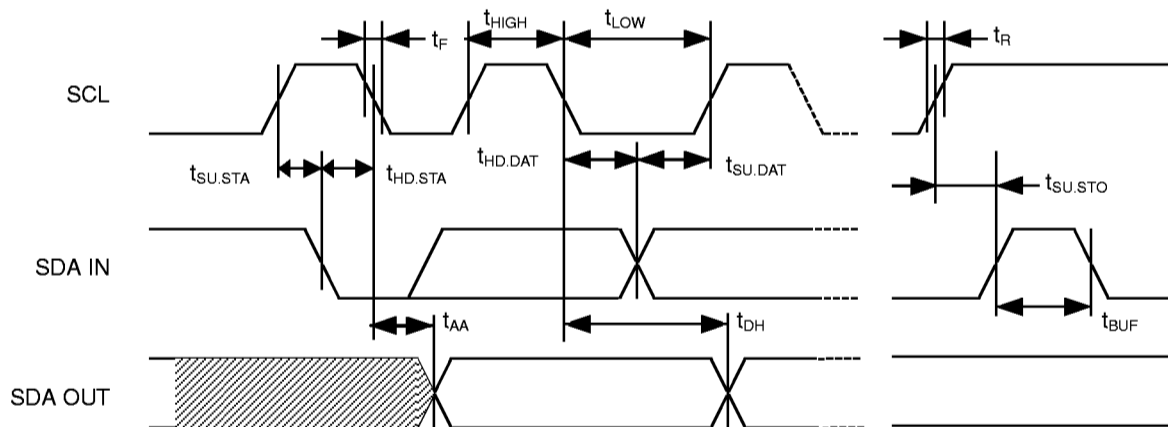 tHIGH
tLOW
tF
tR
SCL
tSU.STA
tHD.STA
tHD.DAT
tSU.DAT
tSU.STO
SDA IN
tAA
tDH
tBUF
SDA OUT